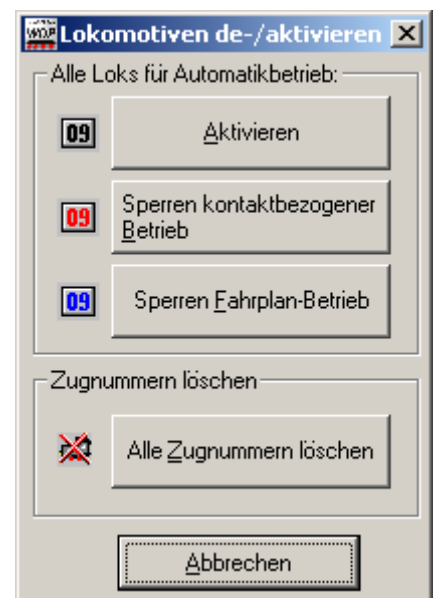 W.D.P. Lokomotiven de-/aktivieren
Alle Loks für Automatikbetrieb:
09 Aktivieren
09 Sperren kontaktbezogener
Betrieb
09 Sperren Fahrplan-Betrieb
Zugnummern löschen
Alle Zugnummern löschen
Abbrechen